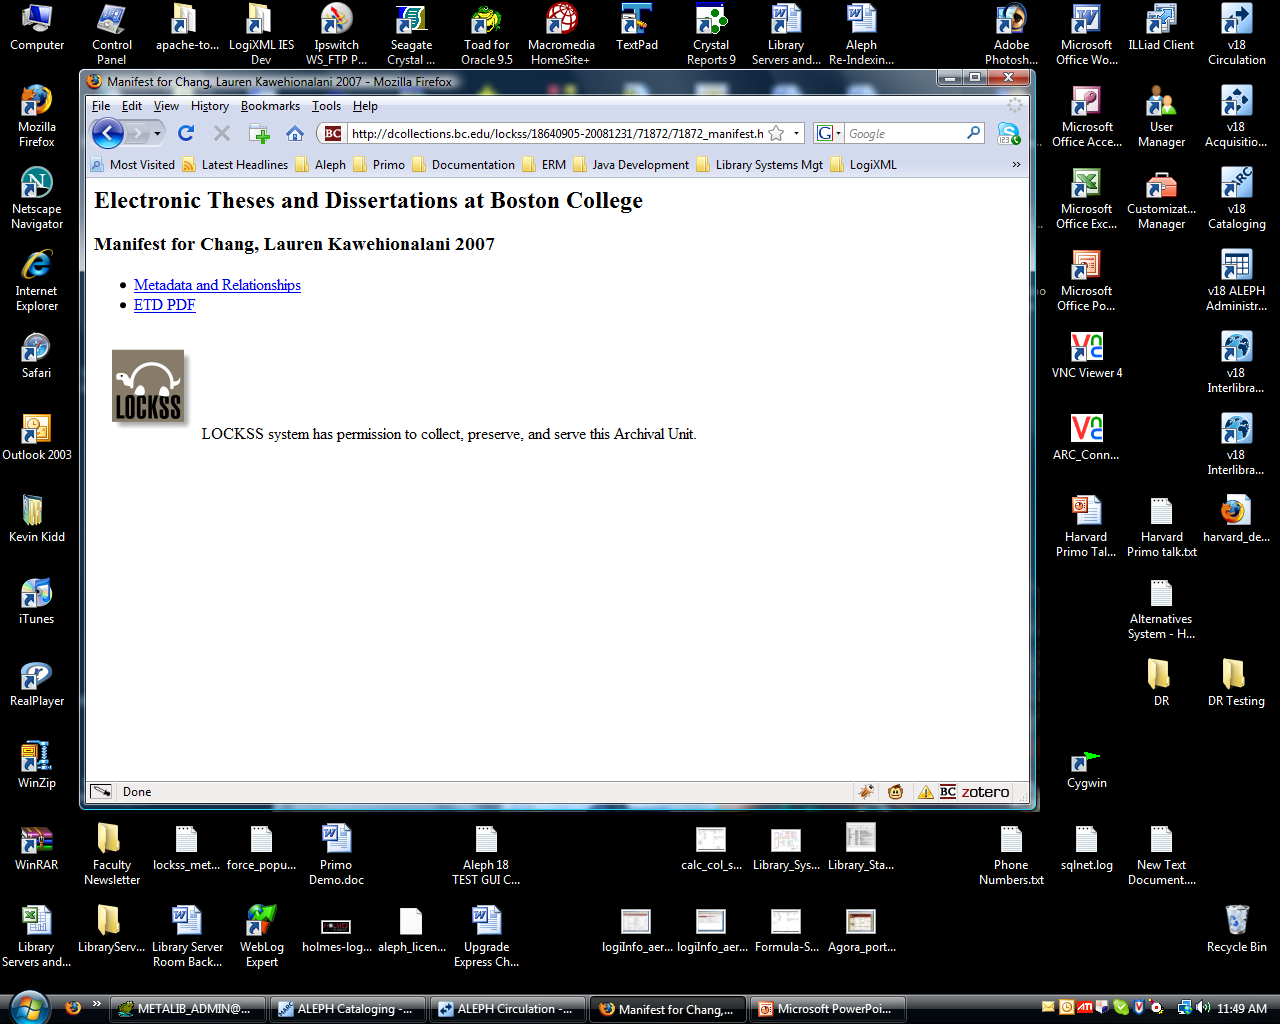 Computer
Control
Panel
apache-to...
LogiXML IES
Dev
Ipswitch
WS_FTP P...
Seagate
Crystal ...
Toad for
Oracle 9.5
Macromedia
HomeSite+
TextPad
Crystal
Reports 9
Library
Servers and...
Aleph
Re-Indexin...
Adobe
Photosh...
Microsoft
Office Wo...
ILLiad Client
v18
Circulation
Manifest for Chang, Lauren Kawehionalani 2007 - Mozilla Firefox
File Edit View History Bookmarks Tools Help
BC http://dcollections.bc.edu/lockss/18640905-20081231/71872/71872_manifest.h
G Google
Most Visited Latest Headlines Aleph Primo Documentation ERM Java Development Library Systems Mgt LogiXML »
Electronic Theses and Dissertations at Boston College
Manifest for Chang, Lauren Kawehionalani 2007
Metadata and Relationships
ETD PDF
LOCKSS
LOCKSS system has permission to collect, preserve, and serve this Archival Unit.
Done
BC zotero
Mozilla
Firefox
Netscape
Navigator
Internet
Explorer
Safari
Outlook 2003
Kevin Kidd
iTunes
RealPlayer
WinZip
Microsoft
Office Acce...
User
Manager
v18
Acquisitio...
Microsoft
Office Exc...
Customizat...
Manager
v18
Cataloging
Microsoft
Office Po...
v18 ALEPH
Administr...
VNC Viewer 4
v18
Interlibra...
ARC_Conn...
v18
Interlibra...
Harvard
Primo Tal...
Harvard
Primo talk.txt
harvard_de...
Alternatives
System - H...
DR
DR Testing
Cygwin
WinRAR
Faculty
Newsletter
lockss_met...
force_popu...
Primo
Demo.doc
Aleph 18
TEST GUI C...
calc_col_s...
Library_Sys...
Library_Sta...
Phone
Numbers.txt
sqlnet.log
New Text
Document....
Library
Servers and...
LibraryServ...
Library Server
Room Back...
WebLog
Expert
holmes-log...
aleph_licen...
Upgrade
Express Ch...
logiInfo_aer...
logiInfo_aer...
Formula-S...
Agora_port...
Recycle Bin
» METALIB_ADMIN@... ALEPH Cataloging -... ALEPH Circulation -... Manifest for Chang,... Microsoft PowerPoi... ATI 11:49 AM